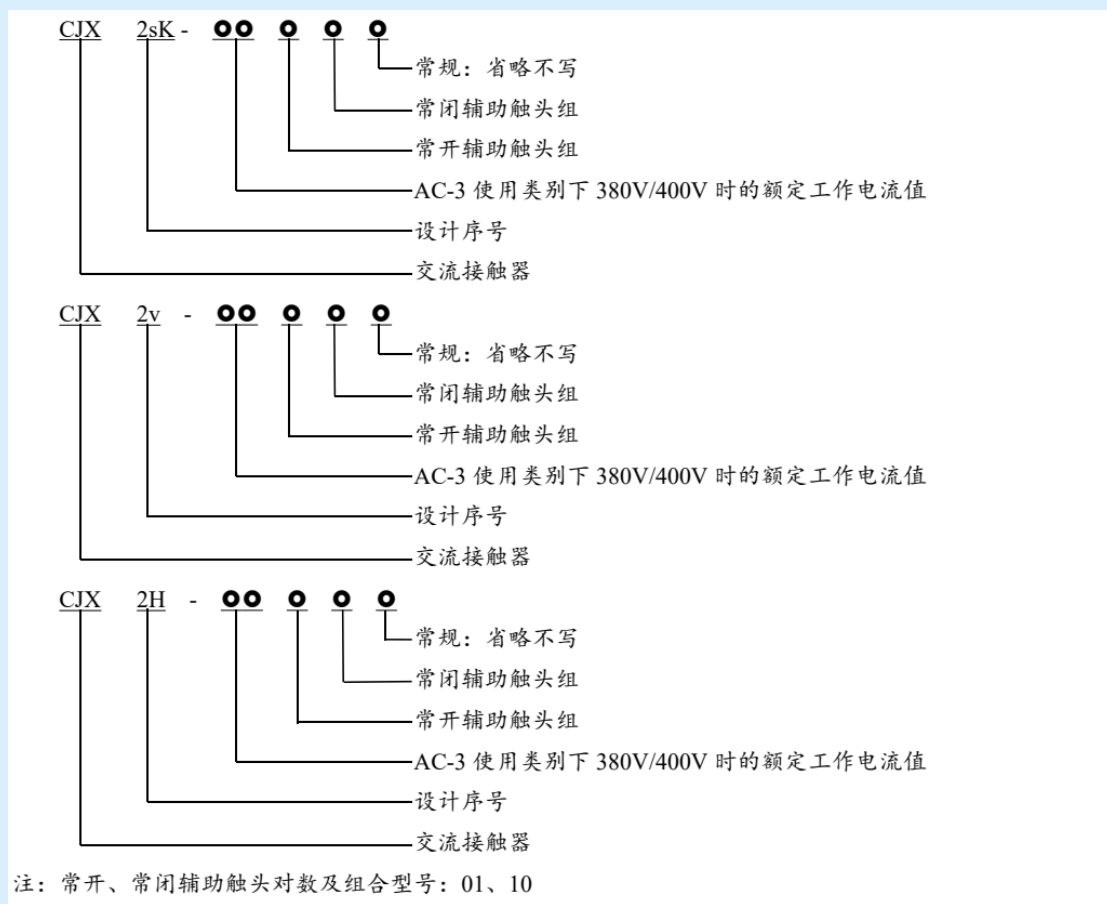 CJX 2sK - OO O O O
常规：省略不写
常闭辅助触头组
常开辅助触头组
AC-3 使用类别下 380V/400V 时的额定工作电流值
设计序号
交流接触器
CJX 2v - OO O O O
常规：省略不写
常闭辅助触头组
常开辅助触头组
AC-3 使用类别下 380V/400V 时的额定工作电流值
设计序号
交流接触器
CJX 2H - OO O O O
常规：省略不写
常闭辅助触头组
常开辅助触头组
AC-3 使用类别下 380V/400V 时的额定工作电流值
设计序号
交流接触器
注：常开、常闭辅助触头对数及组合型号：01、10